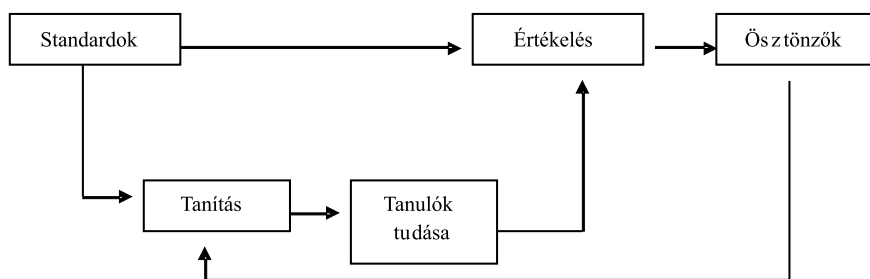 Standardok
Értékelés
Ösztönzők
Tanítás
Tanulók
tudása